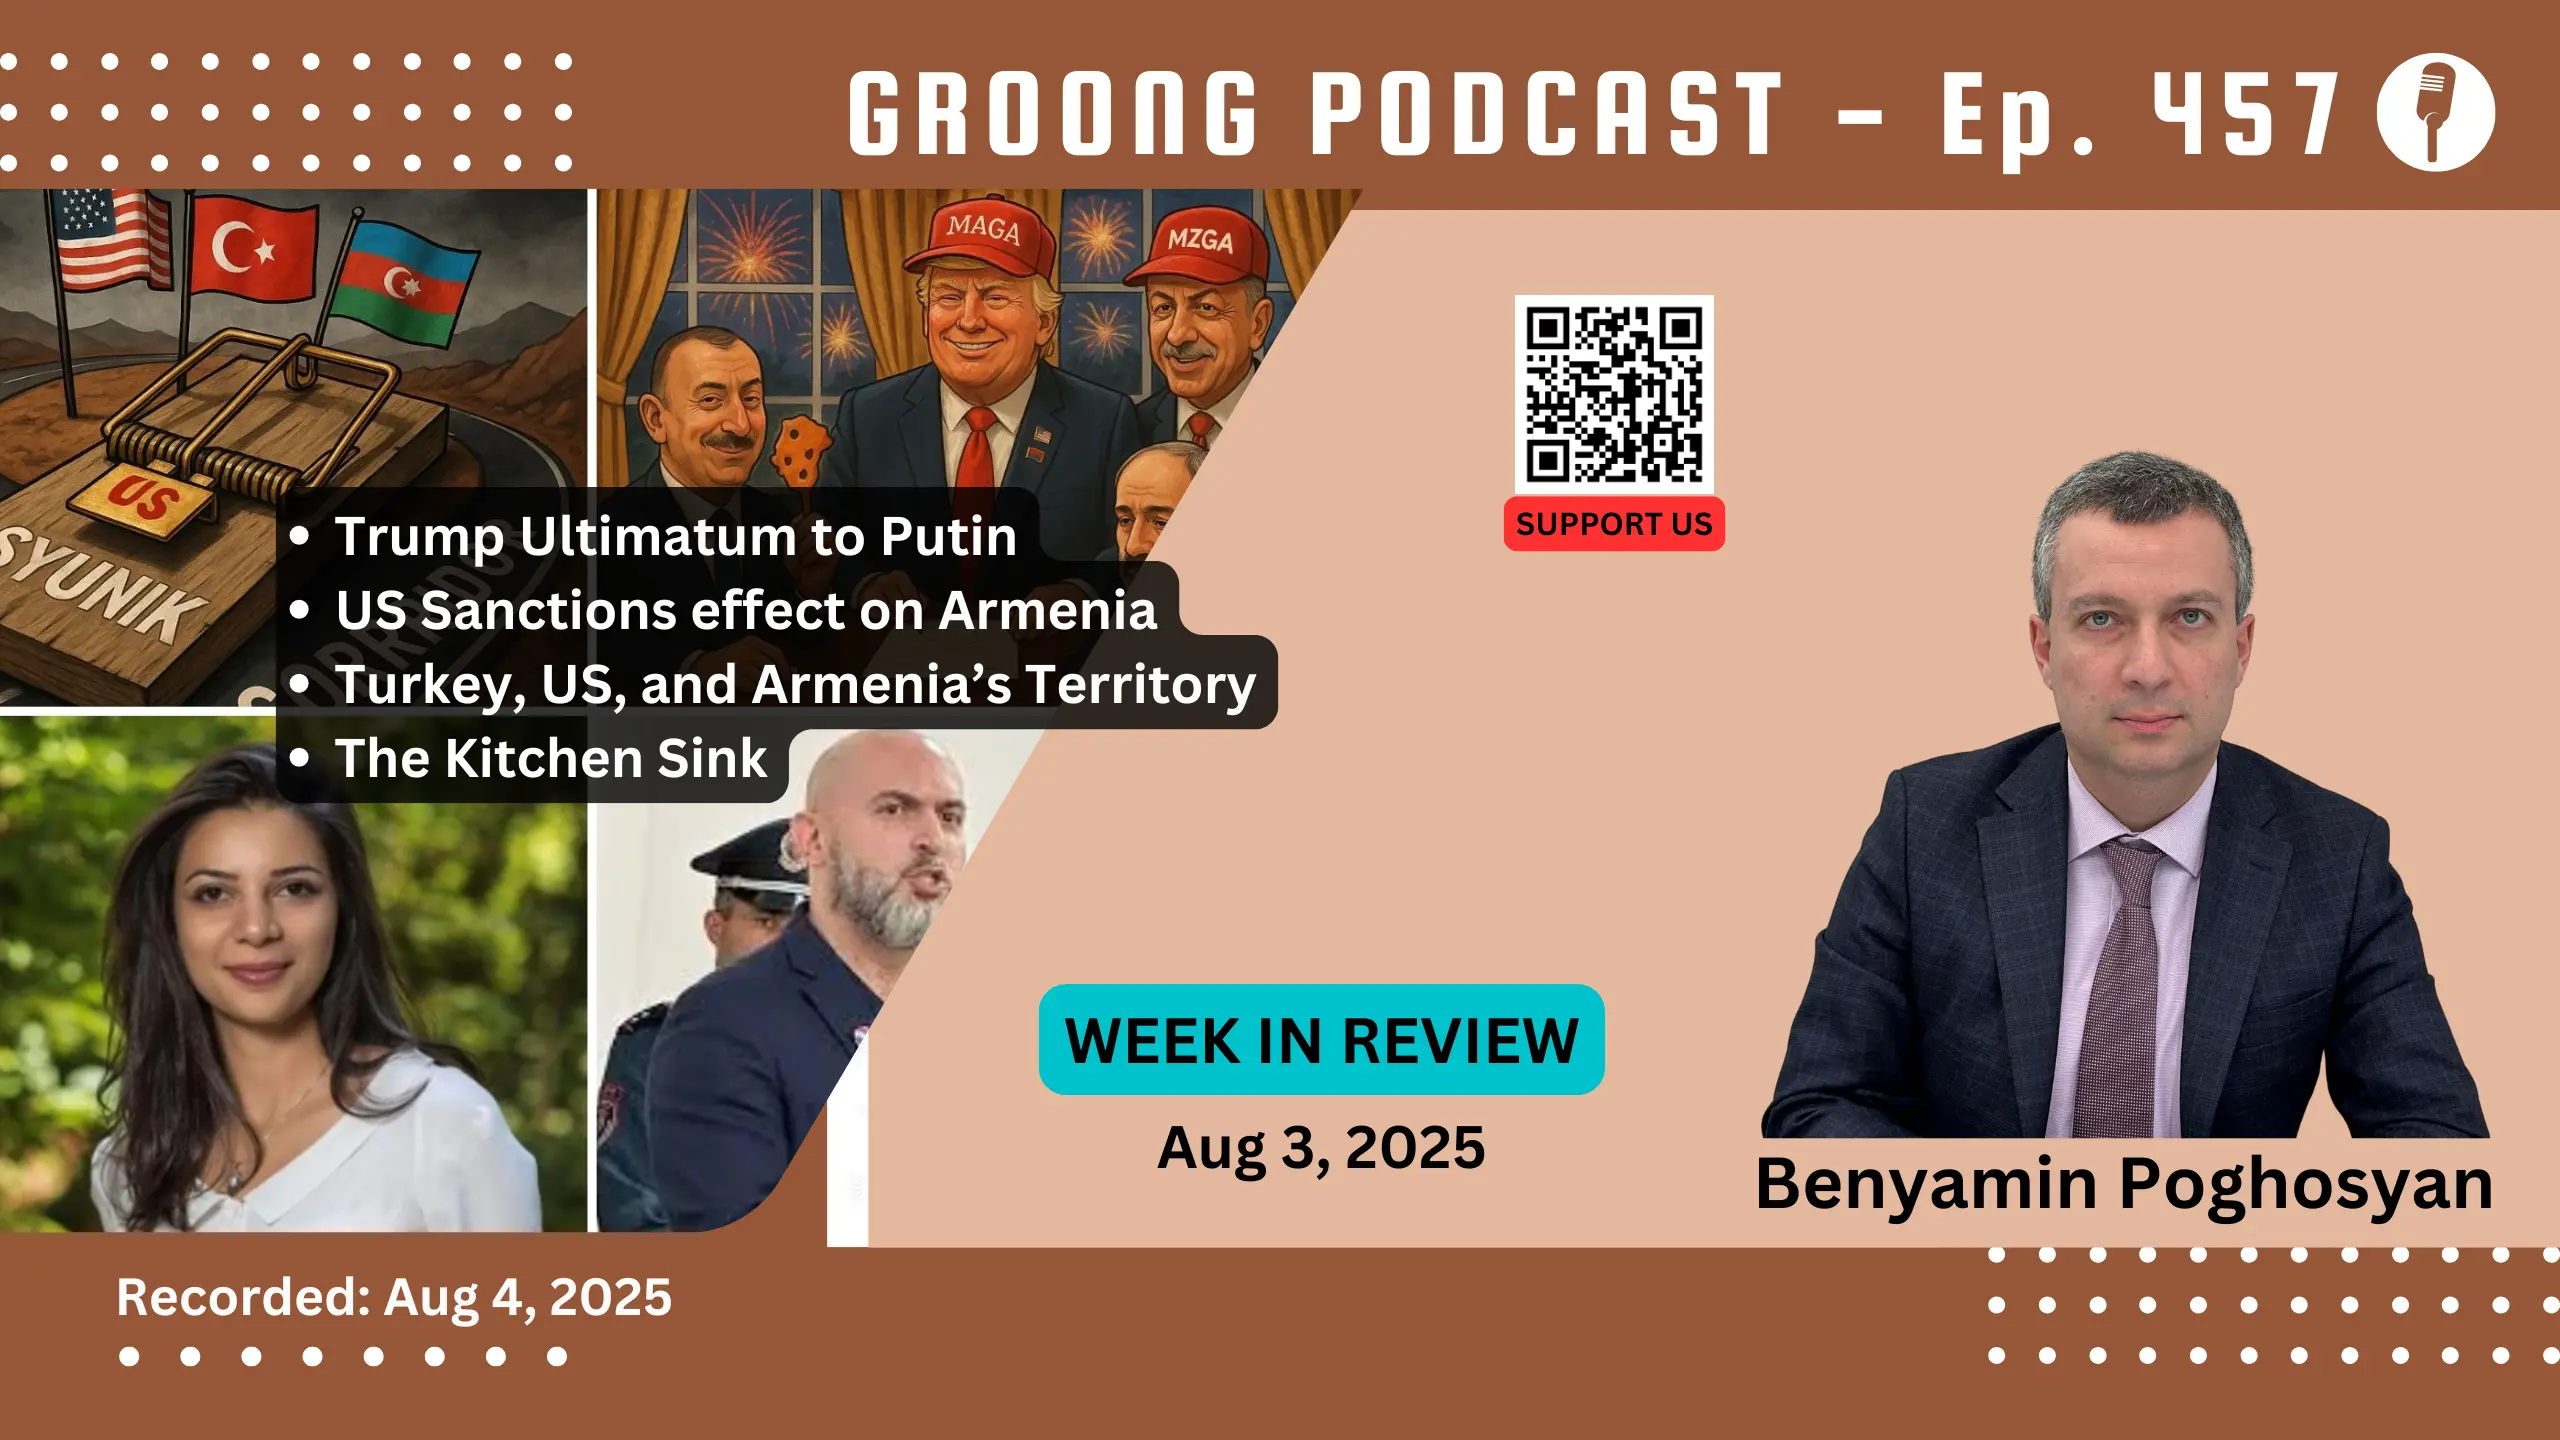 GROONG PODCAST - Ep. 457
MAGA
MZGA
US
SYUNIK
• Trump Ultimatum to Putin
• US Sanctions effect on Armenia
• Turkey, US, and Armenia's Territory
• The Kitchen Sink
SUPPORT US
WEEK IN REVIEW
Aug 3, 2025
Benyamin Poghosyan
Recorded: Aug 4, 2025